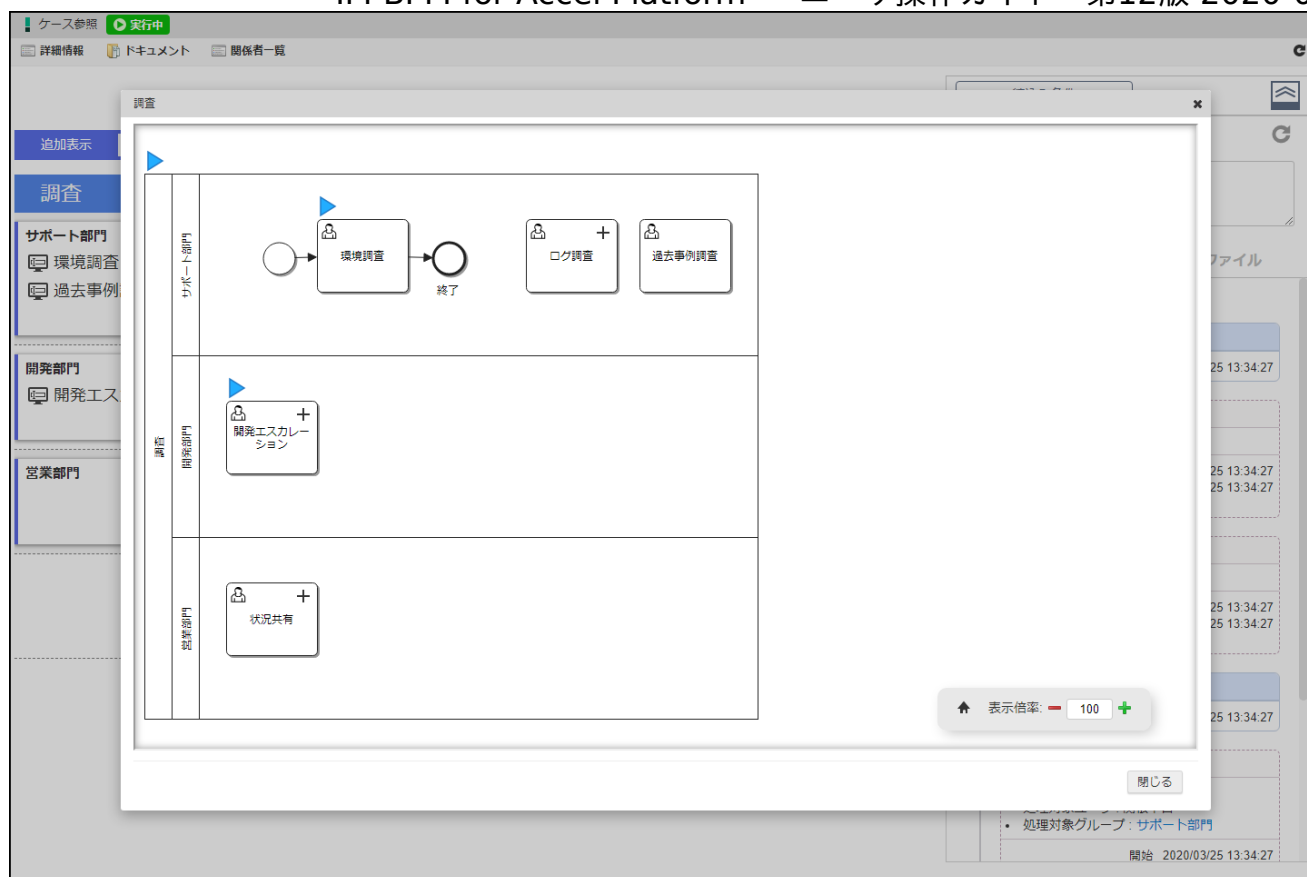 ケース参照 実行中
詳細情報 ドキュメント 関係者一覧
調査
追加表示
調査
サポート部門
環境調査
過去事例
開発部門
開発エス
営業部門
調査
サポート部門
環境調査
終了
ログ調査
過去事例調査
開発部門
開発エスカレー
ション
営業部門
状況共有
表示倍率: 100
閉じる
ファイル
25 13:34:27
25 13:34:27
25 13:34:27
25 13:34:27
25 13:34:27
25 13:34:27
処理対象グループ : サポート部門
開始 2020/03/25 13:34:27